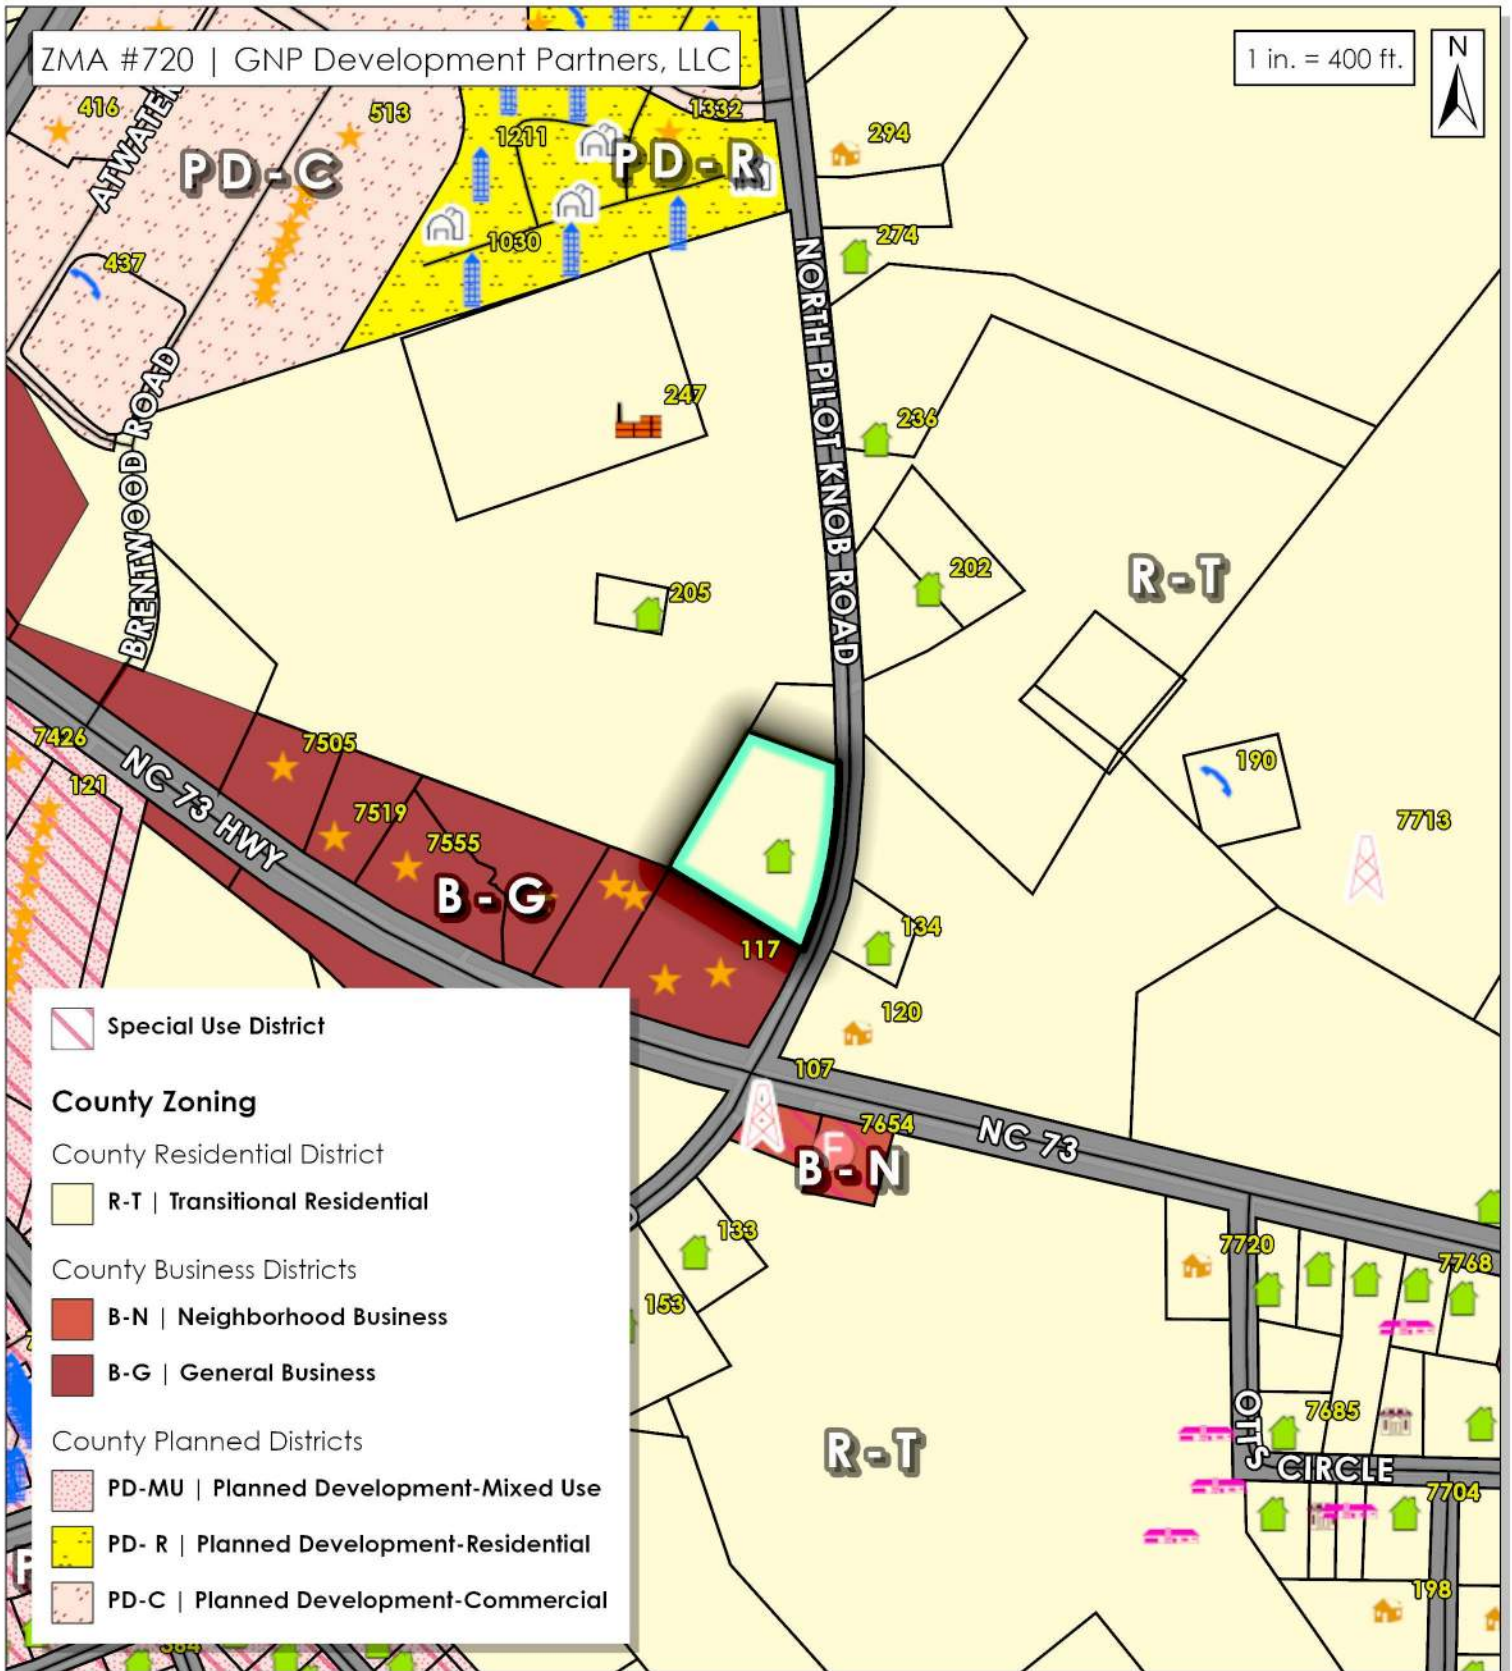 ZMA #720 | GNP Development Partners, LLC
1 in. = 400 ft.
N
416
ATWATER
513
PD-C
1211
1332
PD-R
294
1030
274
437
NORTH PILOT KNOB ROAD
BRENTWOOD ROAD
247
236
202
R-T
205
190
7713
7426
121
NC 73 HWY
7505
7519
7555
B-G
117
134
120
107
7654
F
B-N
NC 73
133
153
7720
7768
OTTS CIRCLE
7685
7704
198
R-T
Special Use District
County Zoning
County Residential District
R-T | Transitional Residential
County Business Districts
B-N | Neighborhood Business
B-G | General Business
County Planned Districts
PD-MU | Planned Development-Mixed Use
PD- R | Planned Development-Residential
PD-C | Planned Development-Commercial